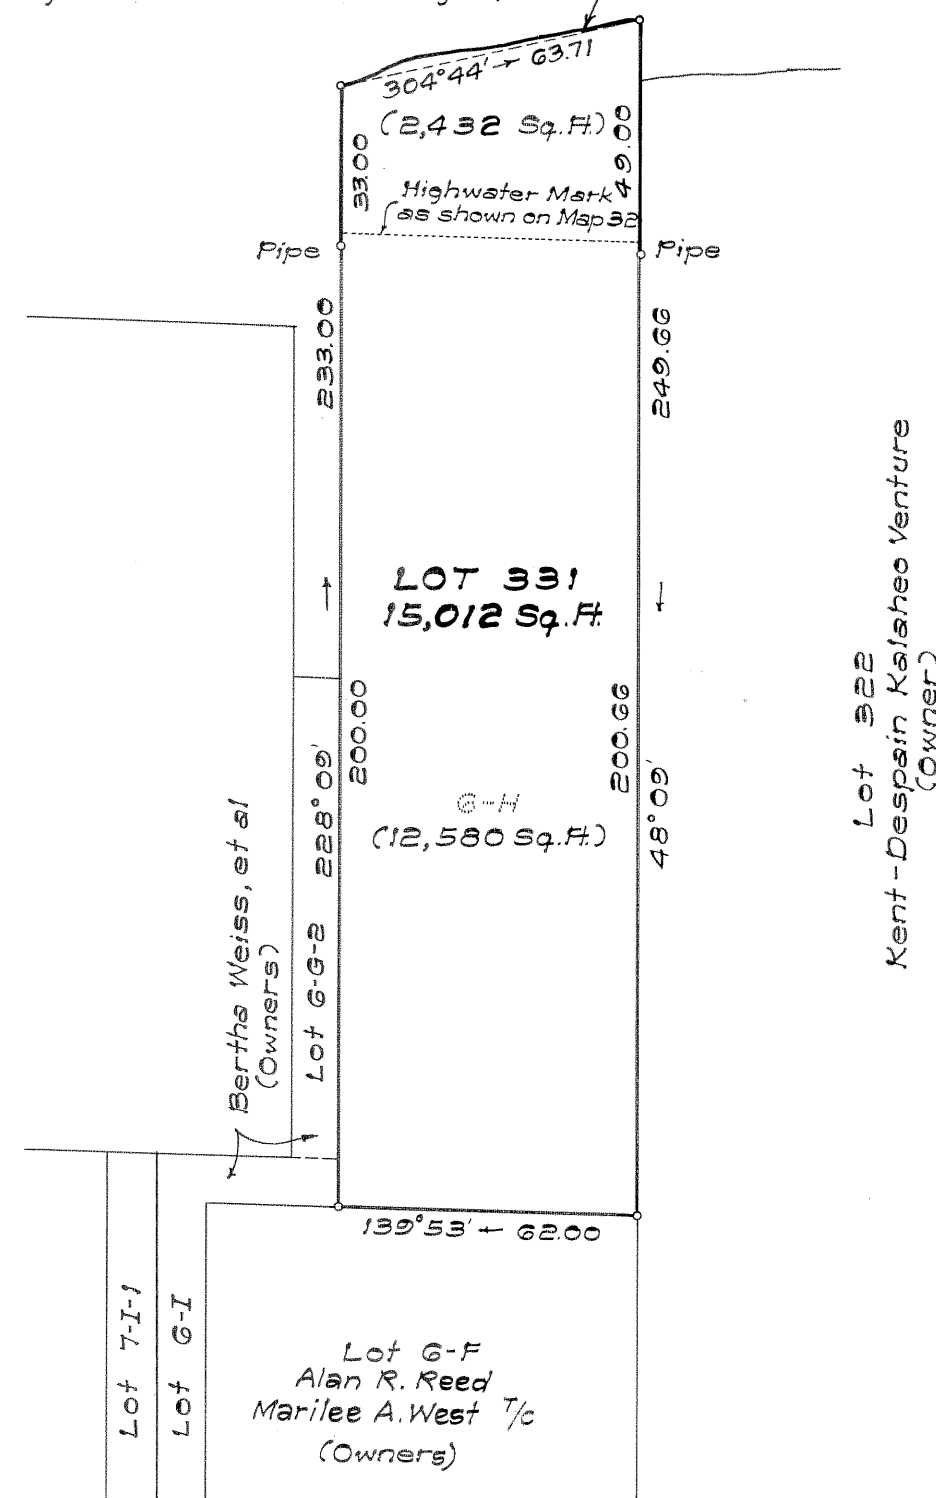 304°44' → 63.71
(2,432 Sq.Ft.)
33.00
49.00
Highwater Mark
as shown on Map 32
Pipe
Pipe
233.00
249.66
LOT 331
15,012 Sq.Ft.
200.00
200.66
228°09'
48°09'
6-H
(12,580 Sq.Ft.)
Lot 6-G-2
Bertha Weiss, et al
(Owners)
Lot 322
Kent-Despain Kalaheo Venture
(Owner)
139°53' ← 62.00
Lot 7-I-1
Lot 6-I
Lot 6-F
Alan R. Reed
Marilee A. West T/c
(Owners)